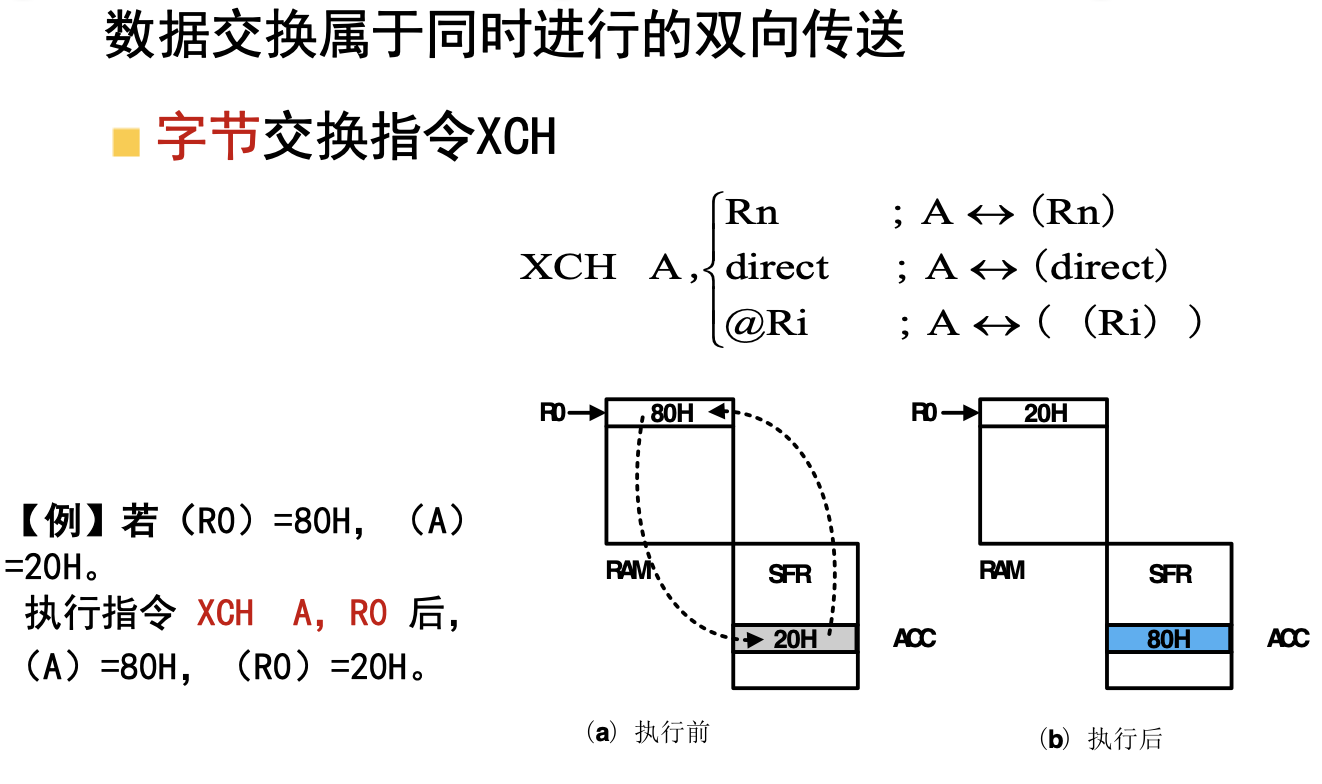 数据交换属于同时进行的双向传送
字节交换指令XCH
Rn ; A ↔ (Rn)
XCH A, direct ; A ↔ (direct)
@Ri ; A ↔ ( (Ri) )
R0 80H
R0 20H
【例】若（R0）=80H，（A）
=20H。
执行指令 XCH A，R0 后，
（A）=80H，（R0）=20H。
RAM SFR
20H ACC
RAM SFR
80H ACC
(a) 执行前
(b) 执行后